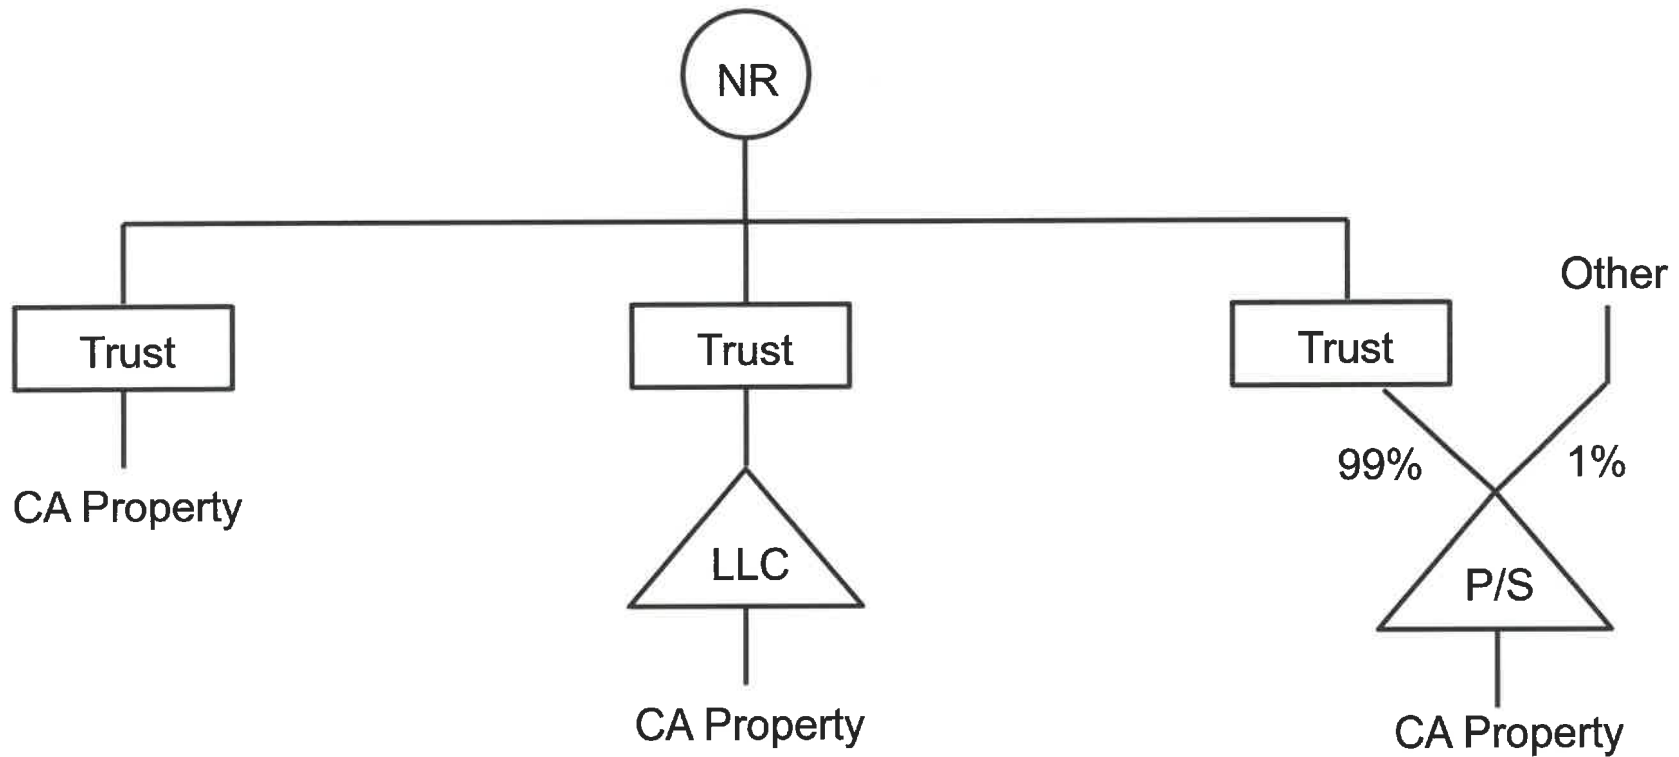 NR
Other
Trust
Trust
Trust
99%
1%
CA Property
LLC
P/S
CA Property
CA Property